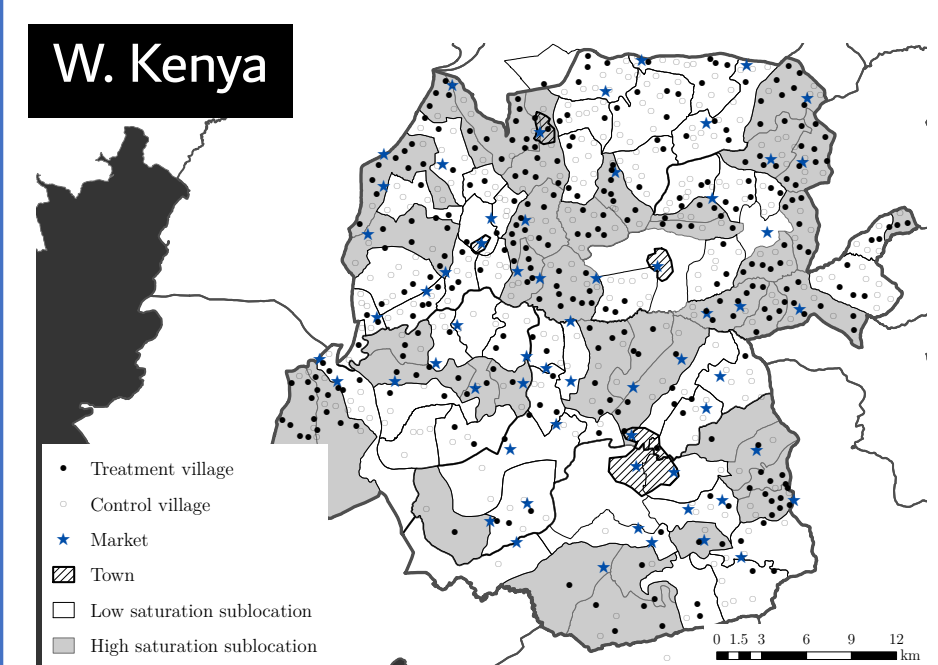 W. Kenya
Treatment village
Control village
Market
Town
Low saturation sublocation
High saturation sublocation
0 1.5 3 6 9 12
km